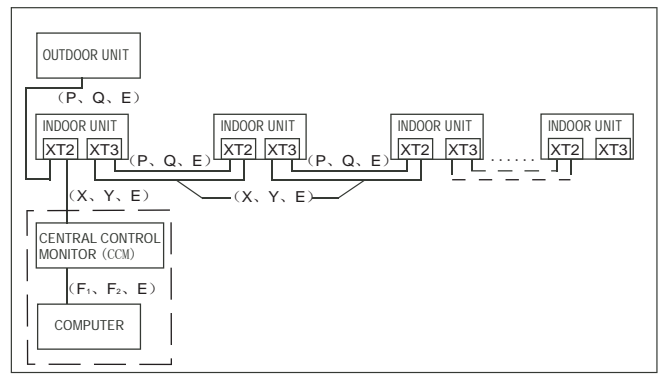 OUTDOOR UNIT
(P、Q、E)
INDOOR UNIT INDOOR UNIT INDOOR UNIT INDOOR UNIT
XT2 XT3 (P、Q、E) XT2 XT3 (P、Q、E) XT2 XT3 ...... XT2 XT3
(X、Y、E) (X、Y、E)
CENTRAL CONTROL
MONITOR (CCM)
(F₁、F₂、E)
COMPUTER